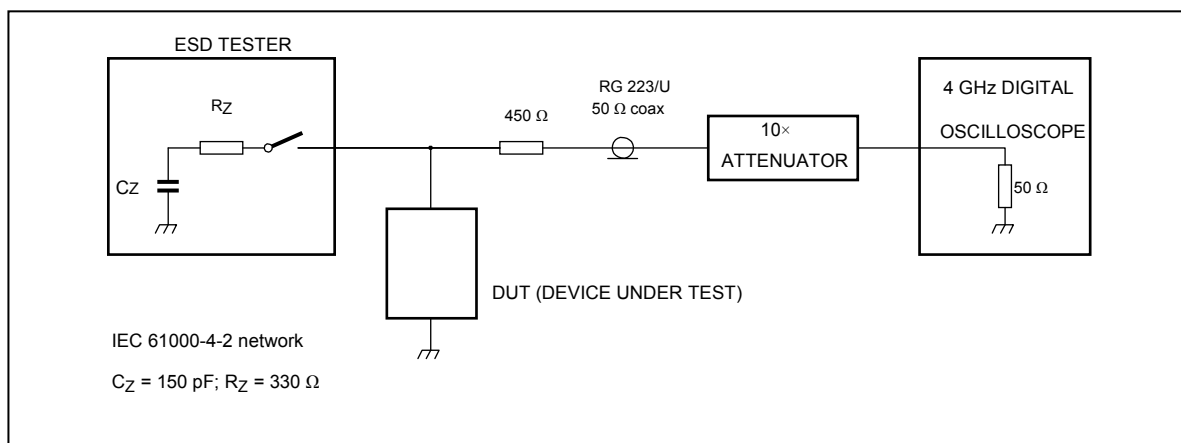 ESD TESTER
RZ
CZ
450 Ω
RG 223/U
50 Ω coax
10×
ATTENUATOR
4 GHz DIGITAL
OSCILLOSCOPE
50 Ω
DUT (DEVICE UNDER TEST)
IEC 61000-4-2 network
CZ = 150 pF; RZ = 330 Ω